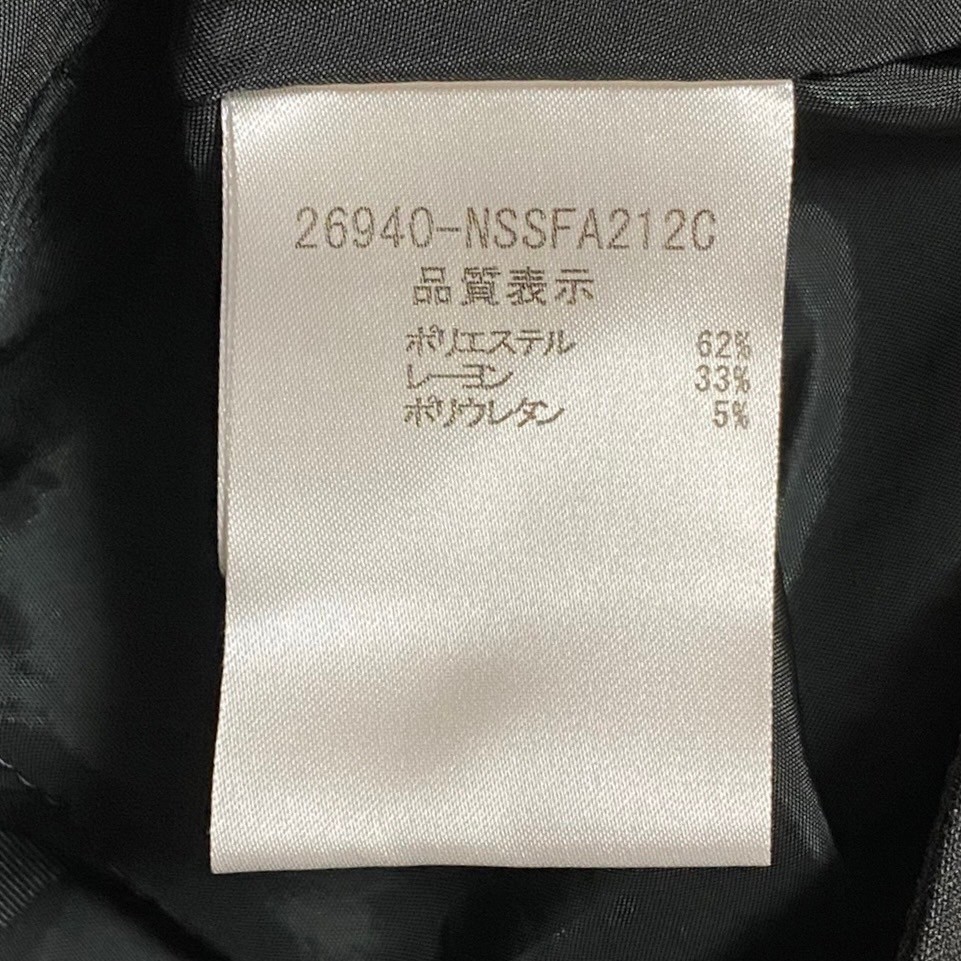 26940-NSSFA212C
品質表示
ポリエステル 62%
レーヨン 33%
ポリウレタン 5%